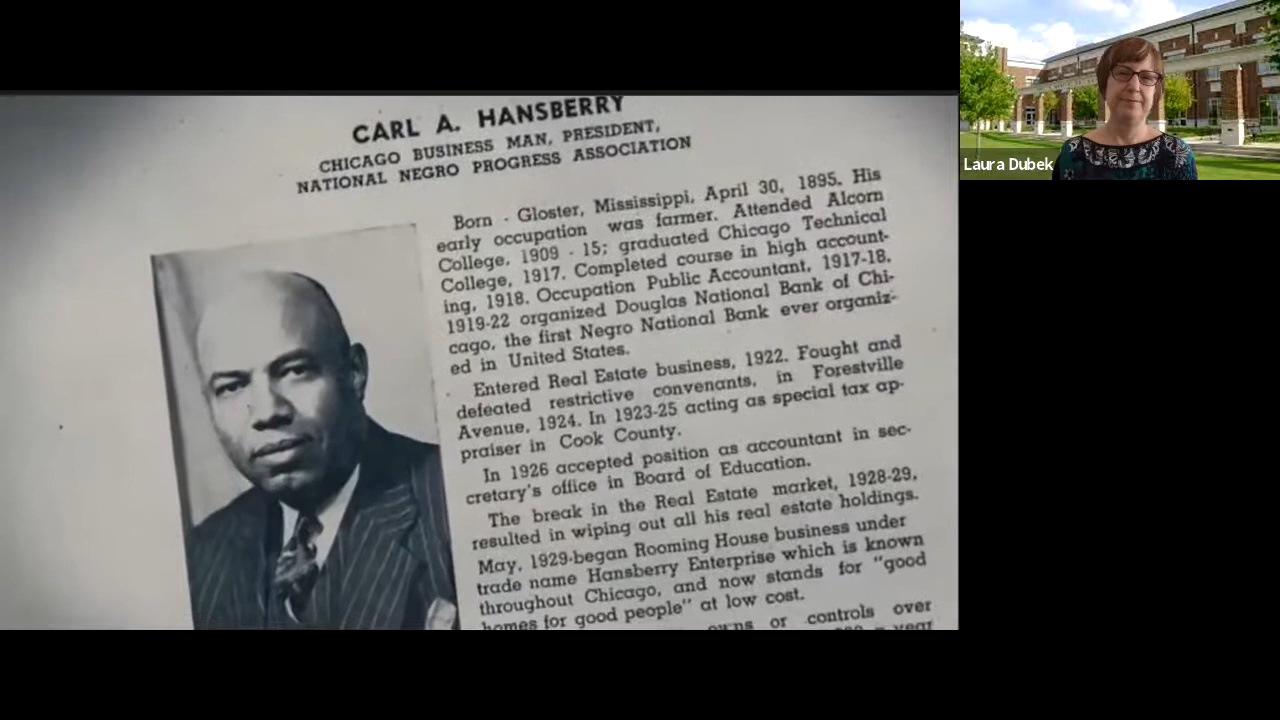 CARL A. HANSBERRY
CHICAGO BUSINESS MAN, PRESIDENT,
NATIONAL NEGRO PROGRESS ASSOCIATION
Born - Gloster, Mississippi, April 30, 1895. His
early occupation was farmer. Attended Alcorn
College, 1909 - 15; graduated Chicago Technical
College, 1917. Completed course in high account-
ing, 1918. Occupation Public Accountant, 1917-18.
1919-22 organized Douglas National Bank of Chi-
cago, the first Negro National Bank ever organiz-
ed in United States.
Entered Real Estate business, 1922. Fought and
defeated restrictive convenants, in Forestville
Avenue, 1924. In 1923-25 acting as special tax ap-
praiser in Cook County.
In 1926 accepted position as accountant in sec-
cretary's office in Board of Education.
The break in the Real Estate market, 1928-29,
resulted in wiping out all his real estate holdings.
May, 1929-began Rooming House business under
trade name Hansberry Enterprise which is known
throughout Chicago, and now stands for "good
homes for good people" at low cost.
owns or controls over
year
Laura Dubek